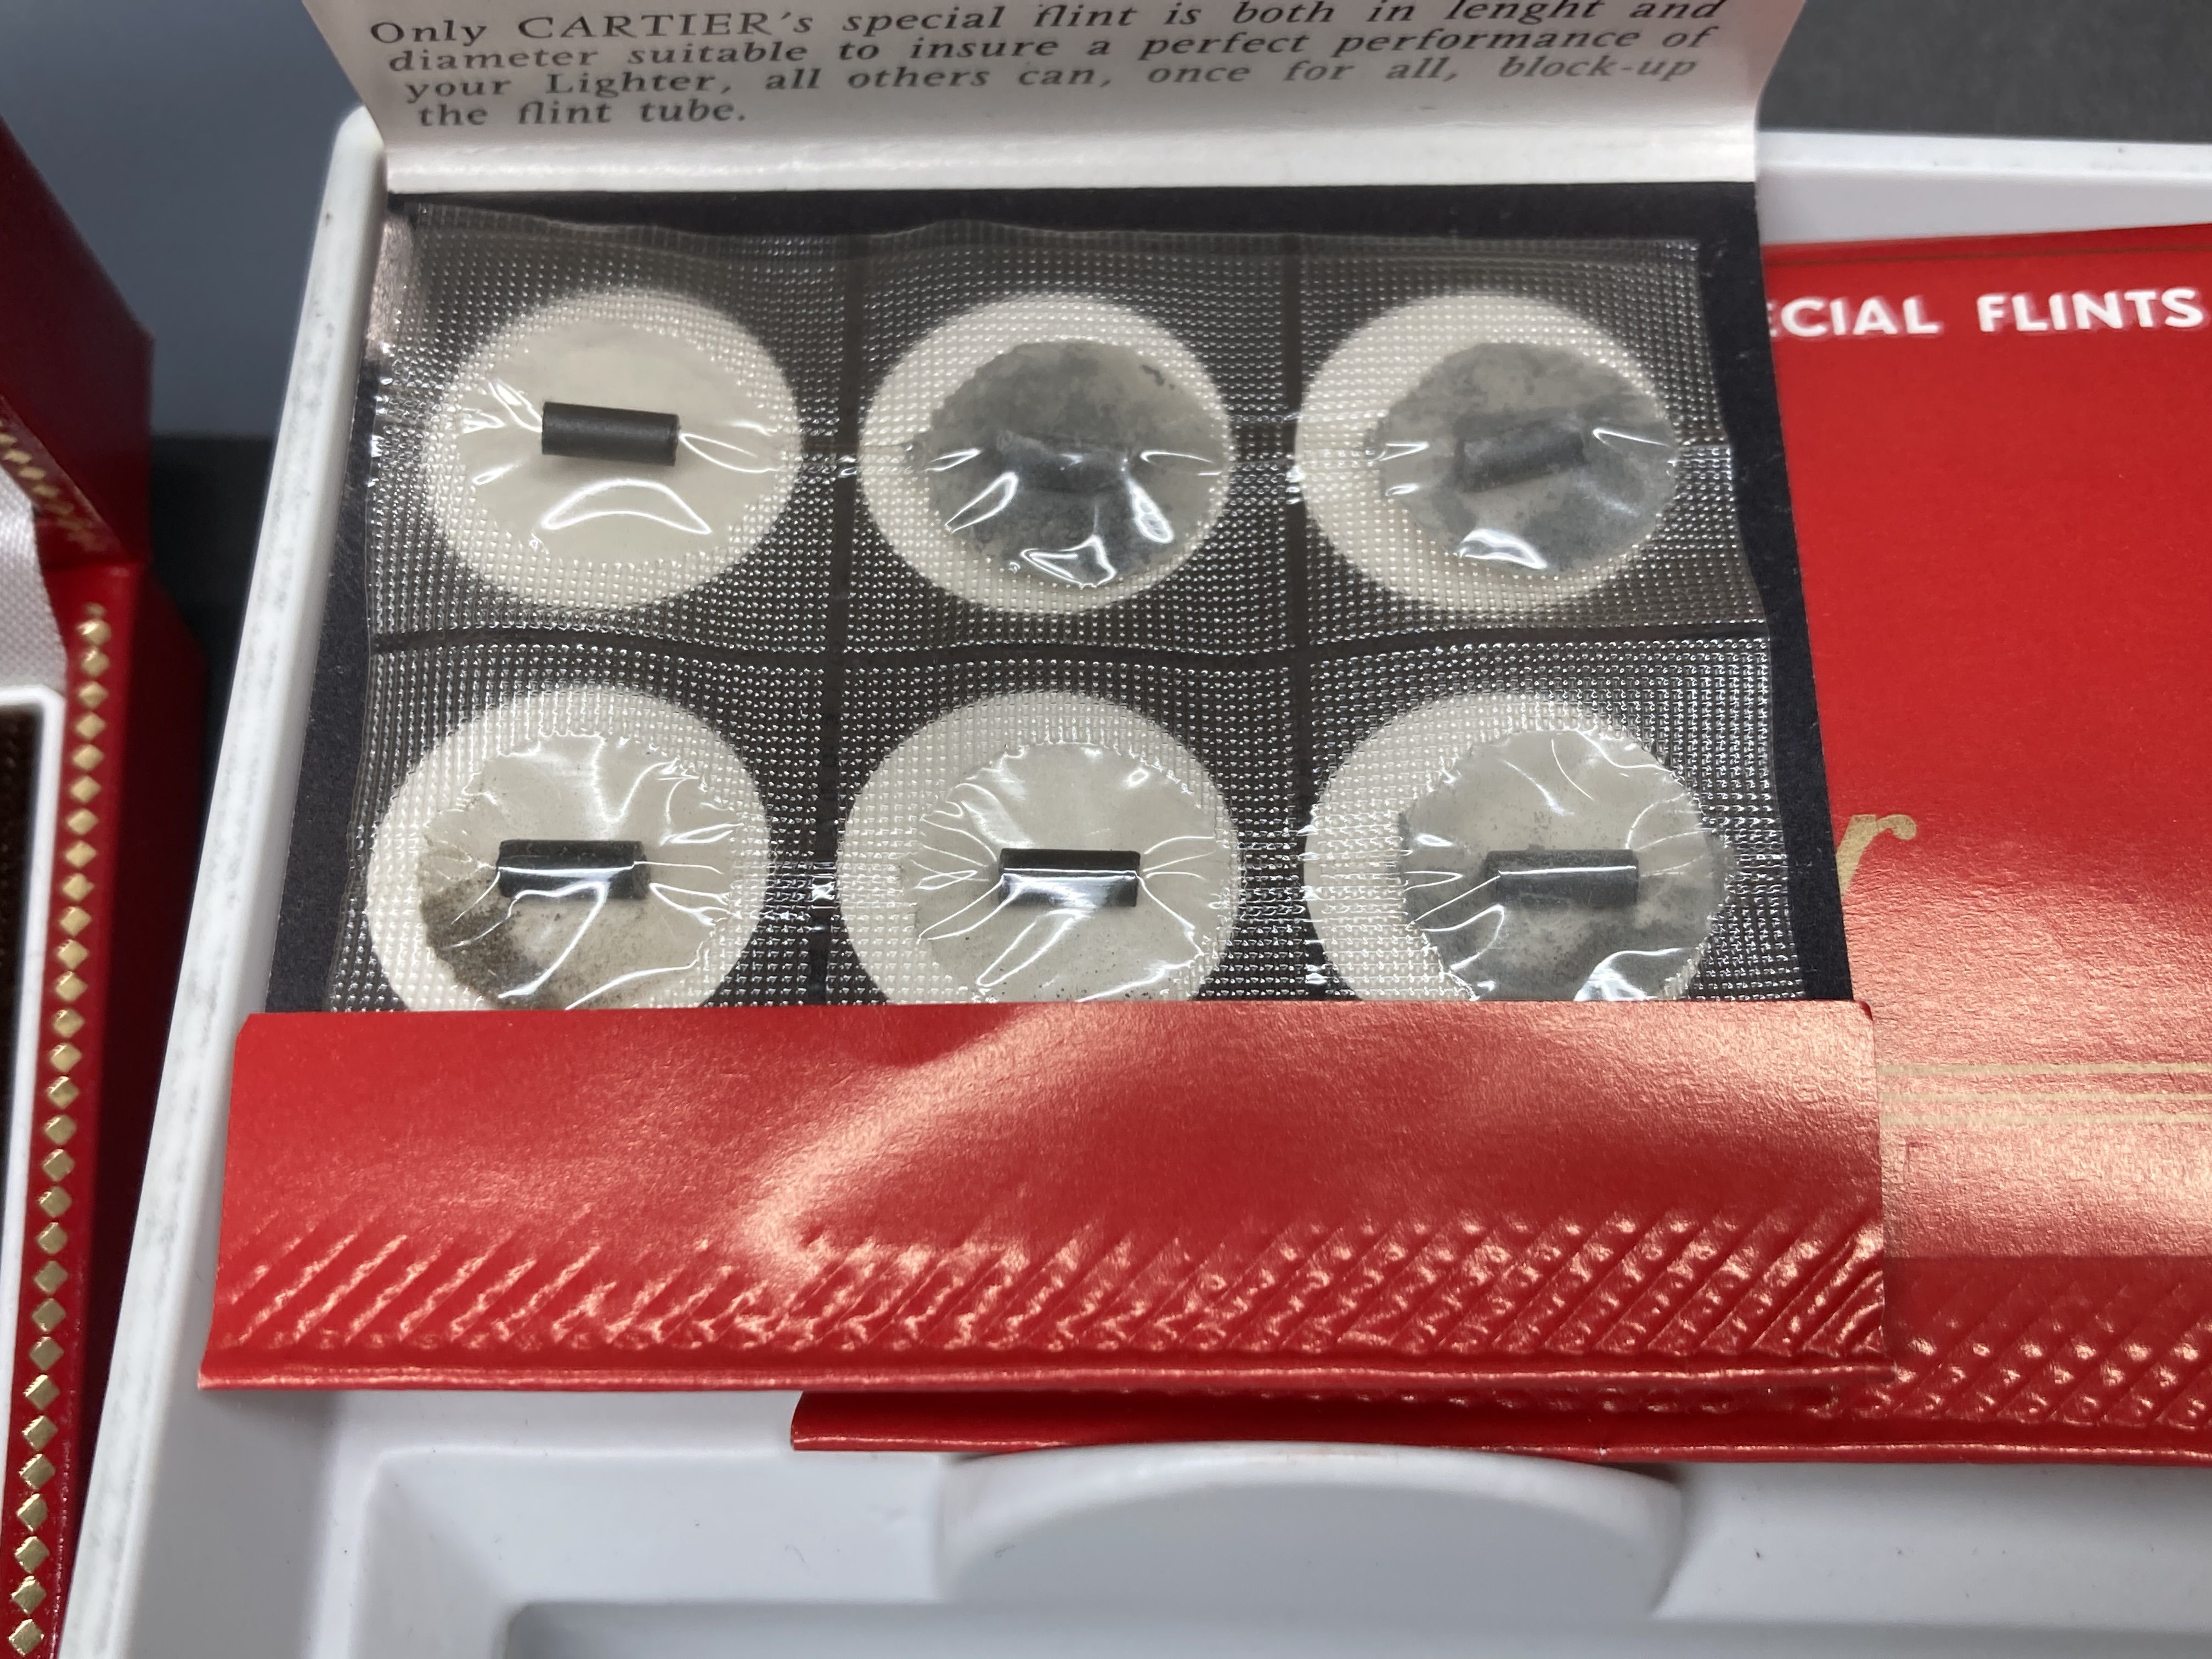 Only CARTIER's special flint is both in lenght and
diameter suitable to insure a perfect performance of
your Lighter, all others can, once for all, block-up
the flint tube.
ECIAL FLINTS
r